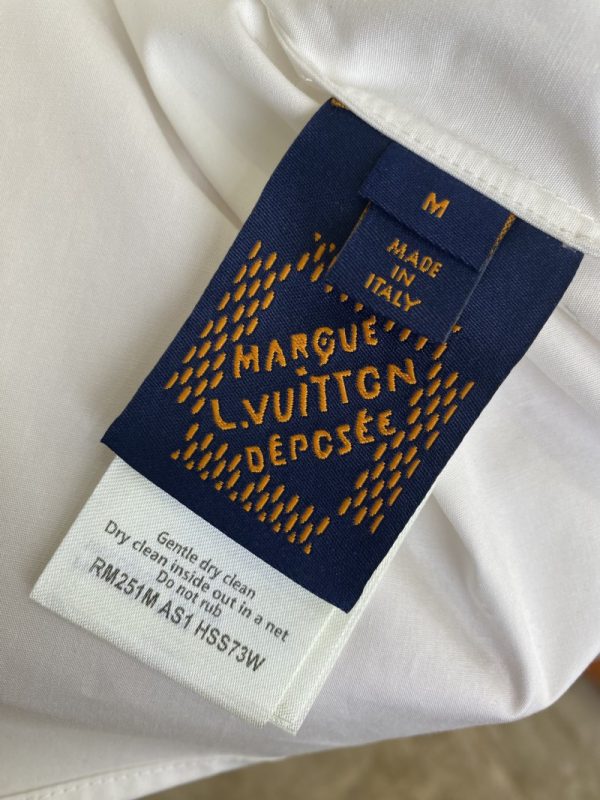 M
MADE
IN
ITALY
MARQUE
L.VUITTON
DÉPOSÉE
Gentle dry clean
Dry clean inside out in a net
Do not rub
RM251M AS1 HSS73W